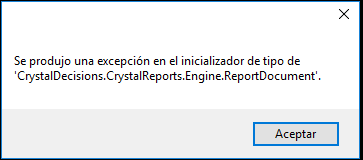 Se produjo una excepción en el inicializador de tipo de
'CrystalDecisions.CrystalReports.Engine.ReportDocument'.
Aceptar